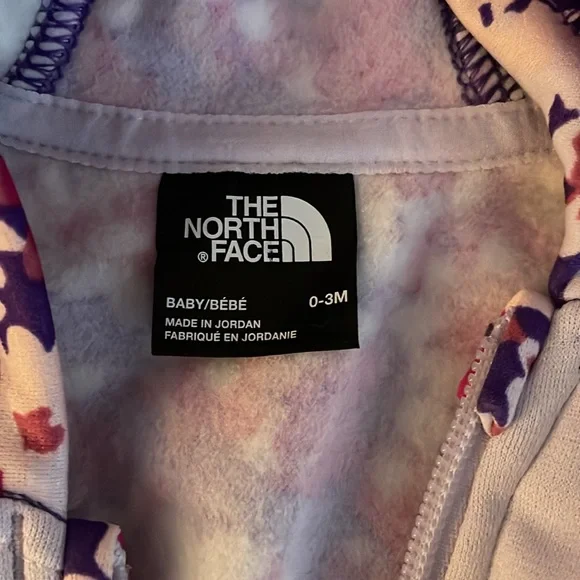 THE
NORTH
® FACE
BABY/BÉBÉ 0-3M
MADE IN JORDAN
FABRIQUÉ EN JORDANIE